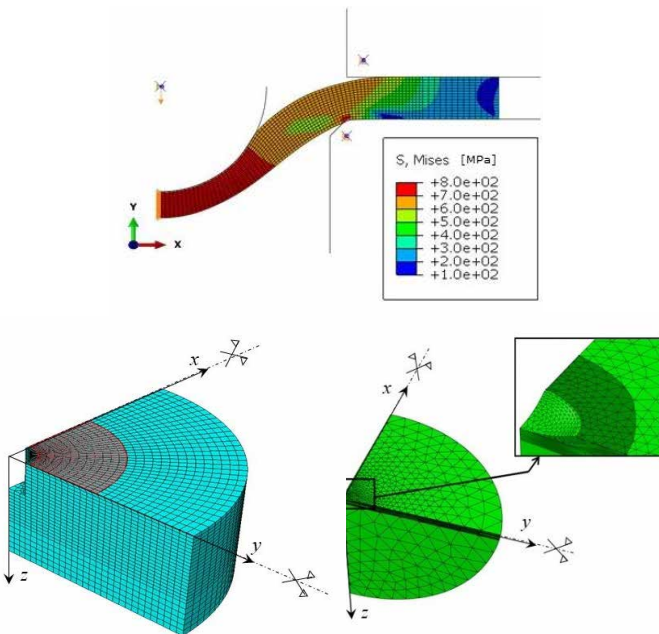 S, Mises [MPa]
+8.0e+02
+7.0e+02
+6.0e+02
+5.0e+02
+4.0e+02
+3.0e+02
+2.0e+02
+1.0e+02
Y
X
x
y
z
x
y
z